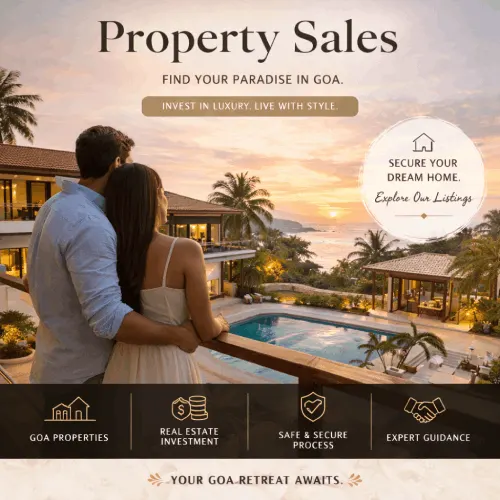 Property Sales
FIND YOUR PARADISE IN GOA.
INVEST IN LUXURY. LIVE WITH STYLE.
SECURE YOUR
DREAM HOME.
Explore Our Listings
GOA PROPERTIES
REAL ESTATE
INVESTMENT
SAFE & SECURE
PROCESS
EXPERT GUIDANCE
YOUR GOA RETREAT AWAITS.